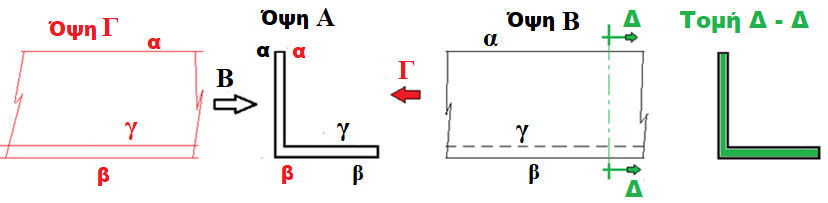 Όψη Γ
α
γ
β
Β
Όψη Α
α α
γ
β β
Γ
Όψη Β
α
γ
β
Δ
Δ
Τομή Δ - Δ